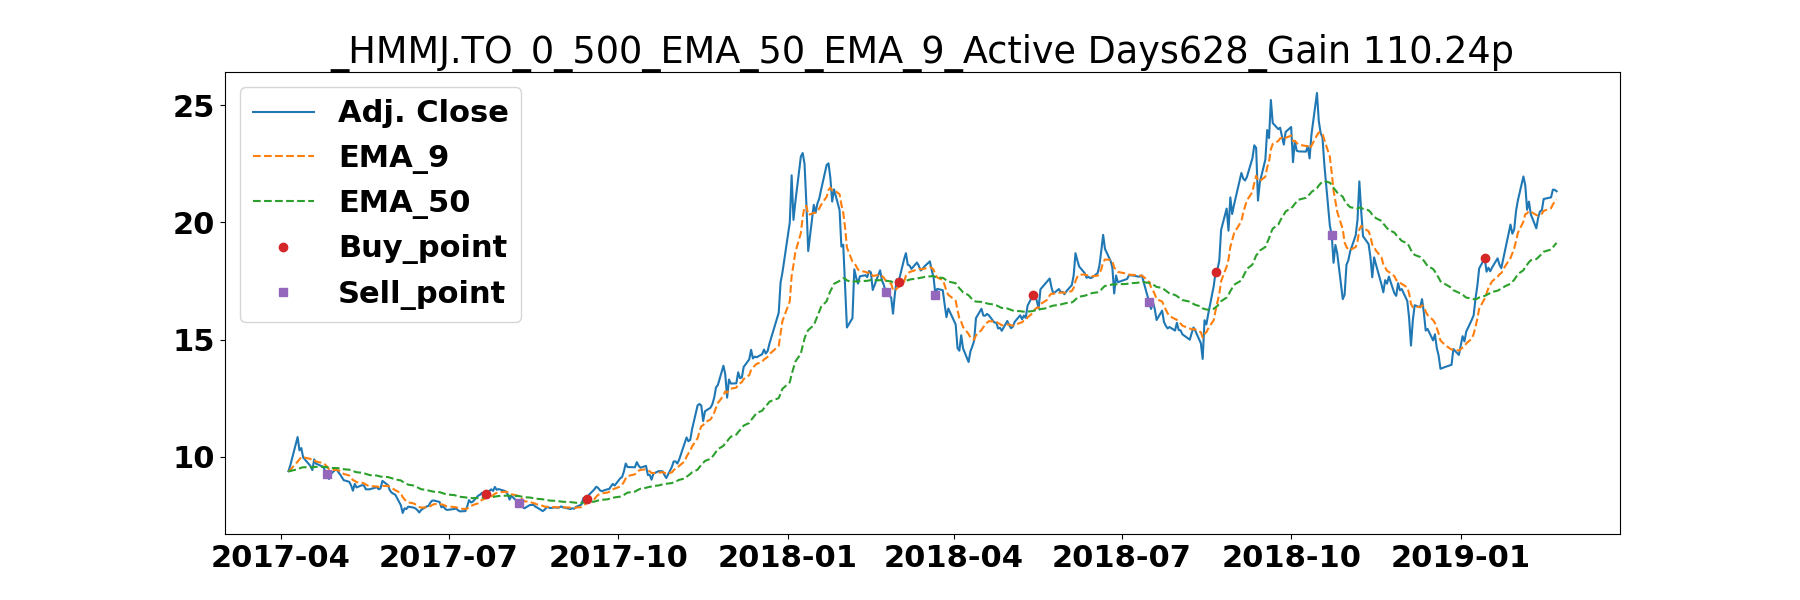 _HMMJ.TO_0_500_EMA_50_EMA_9_Active Days628_Gain 110.24p
25
20
15
10
Adj. Close
EMA_9
EMA_50
Buy_point
Sell_point
2017-04 2017-07 2017-10 2018-01 2018-04 2018-07 2018-10 2019-01